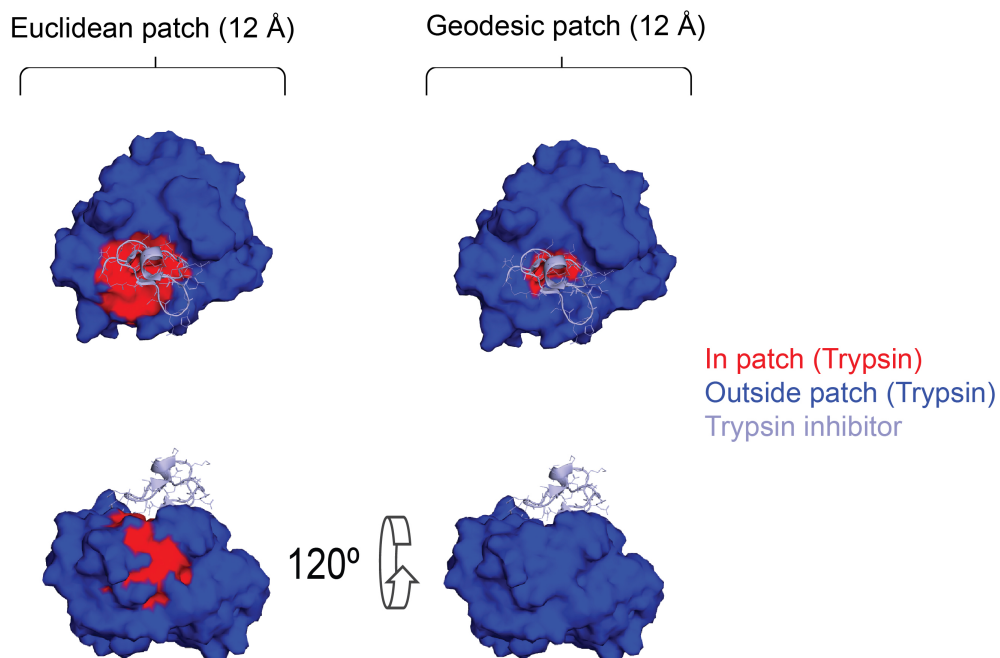 Euclidean patch (12 Å)
Geodesic patch (12 Å)
In patch (Trypsin)
Outside patch (Trypsin)
Trypsin inhibitor
120º